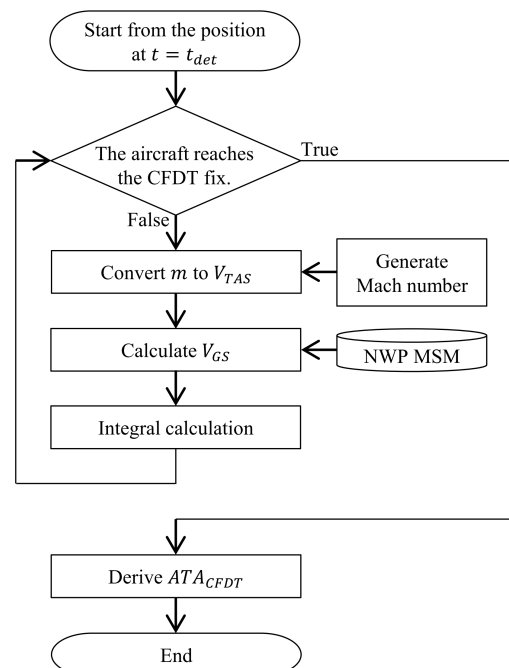 Start from the position
at t = t_det
The aircraft reaches
the CFDT fix.
True
False
Convert m to V_TAS
Generate
Mach number
Calculate V_GS
NWP MSM
Integral calculation
Derive ATA_CFDT
End